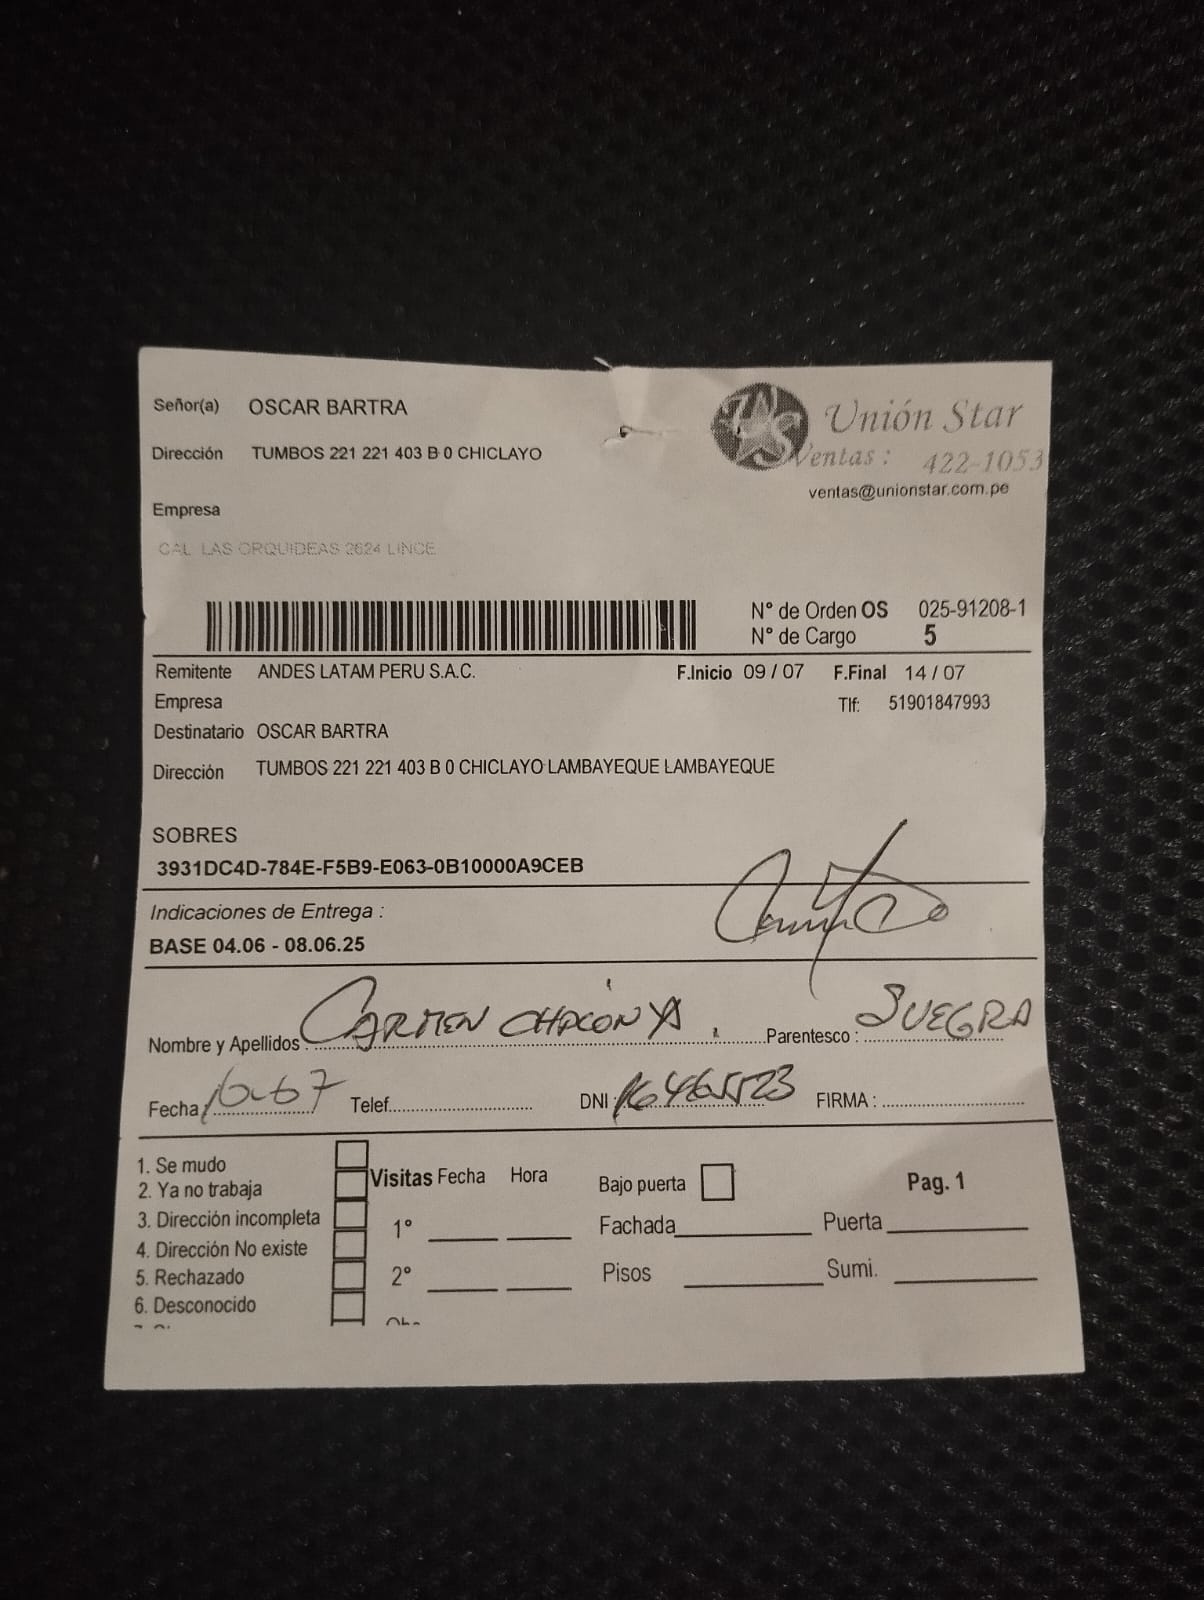 Señor(a) OSCAR BARTRA
Unión Star
Dirección TUMBOS 221 221 403 B 0 CHICLAYO
Ventas : 422-1053
ventas@unionstar.com.pe
Empresa
CAL LAS ORQUIDEAS 2624 LINCE
N° de Orden OS 025-91208-1
N° de Cargo 5
Remitente ANDES LATAM PERU S.A.C. F.Inicio 09 / 07 F.Final 14 / 07
Empresa Tlf: 51901847993
Destinatario OSCAR BARTRA
Dirección TUMBOS 221 221 403 B 0 CHICLAYO LAMBAYEQUE LAMBAYEQUE
SOBRES
3931DC4D-784E-F5B9-E063-0B10000A9CEB
Indicaciones de Entrega :
BASE 04.06 - 08.06.25
Nombre y Apellidos : CARMEN CHACÓN Parentesco : SUEGRA
Fecha Telef. DNI : FIRMA :
1. Se mudo
2. Ya no trabaja
3. Dirección incompleta
4. Dirección No existe
5. Rechazado
6. Desconocido
Visitas Fecha Hora
1°
2°
Bajo puerta Pag. 1
Fachada Puerta
Pisos Sumi.